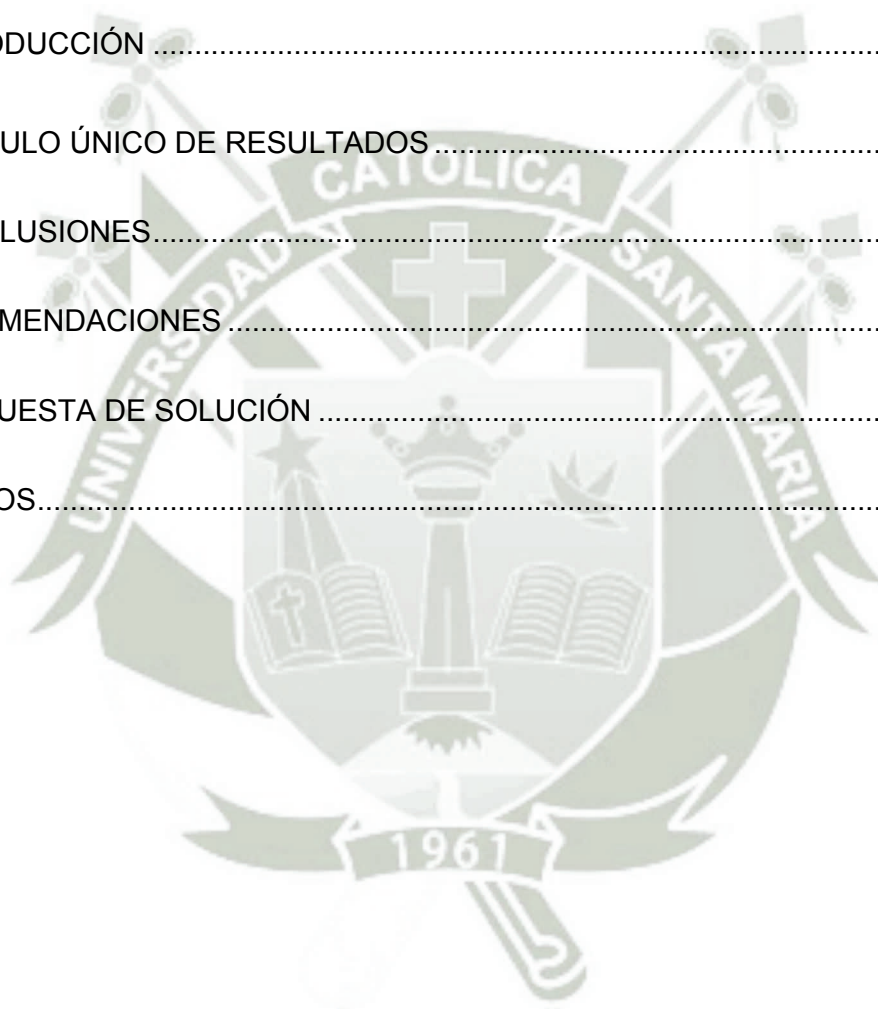 ODUCCIÓN ........................................................................................
ULO ÚNICO DE RESULTADOS ......................................................
LUSIONES........................................................................................
MENDACIONES ...............................................................................
UESTA DE SOLUCIÓN ....................................................................
OS.....................................................................................................
UNIVERSIDAD CATOLICA SANTA MARIA
1961